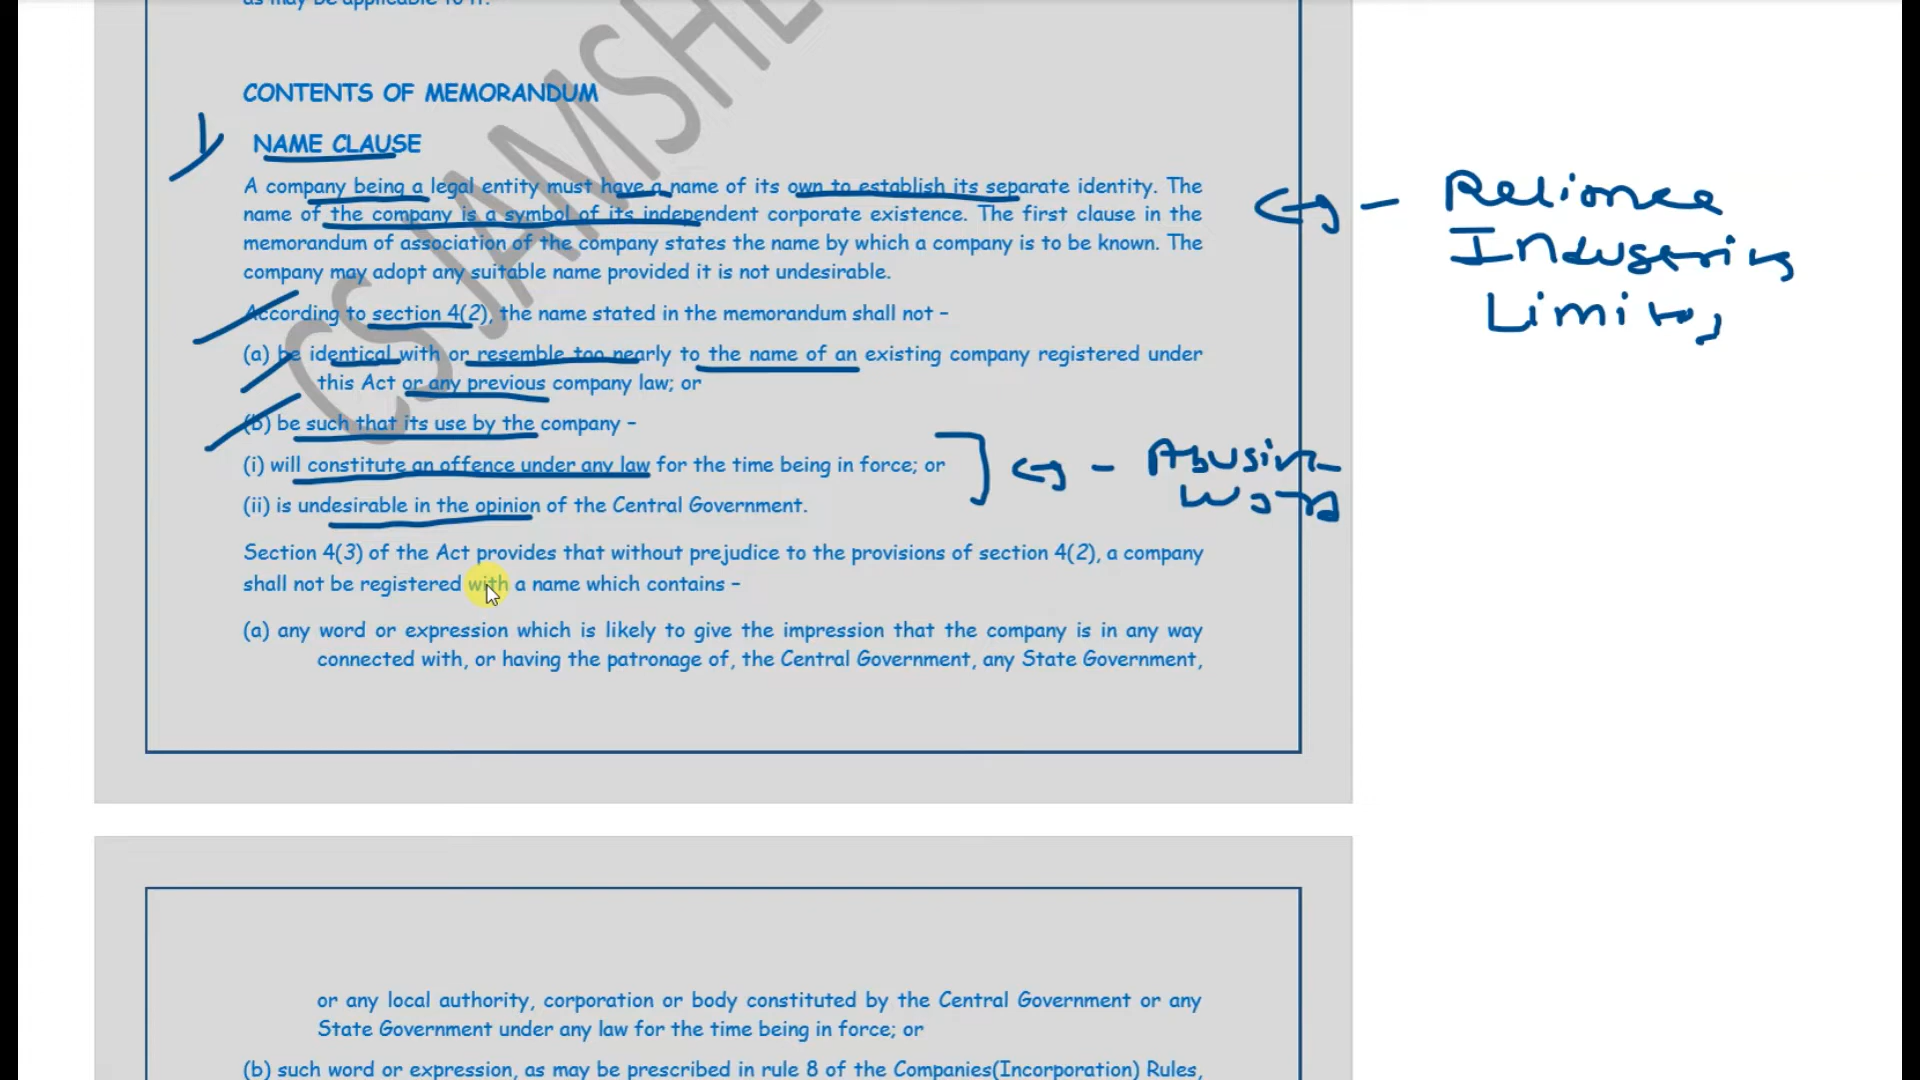 as may be applicable to it.
CONTENTS OF MEMORANDUM
NAME CLAUSE
A company being a legal entity must have a name of its own to establish its separate identity. The
name of the company is a symbol of its independent corporate existence. The first clause in the
memorandum of association of the company states the name by which a company is to be known. The
company may adopt any suitable name provided it is not undesirable.
According to section 4(2), the name stated in the memorandum shall not –
(a) be identical with or resemble too nearly to the name of an existing company registered under
this Act or any previous company law; or
(b) be such that its use by the company –
(i) will constitute an offence under any law for the time being in force; or
(ii) is undesirable in the opinion of the Central Government.
Section 4(3) of the Act provides that without prejudice to the provisions of section 4(2), a company
shall not be registered with a name which contains –
(a) any word or expression which is likely to give the impression that the company is in any way
connected with, or having the patronage of, the Central Government, any State Government,
or any local authority, corporation or body constituted by the Central Government or any
State Government under any law for the time being in force; or
(b) such word or expression, as may be prescribed in rule 8 of the Companies(Incorporation) Rules,
CS JAMSHE
1)
eg – Reliance
Industries
Limited
eg –